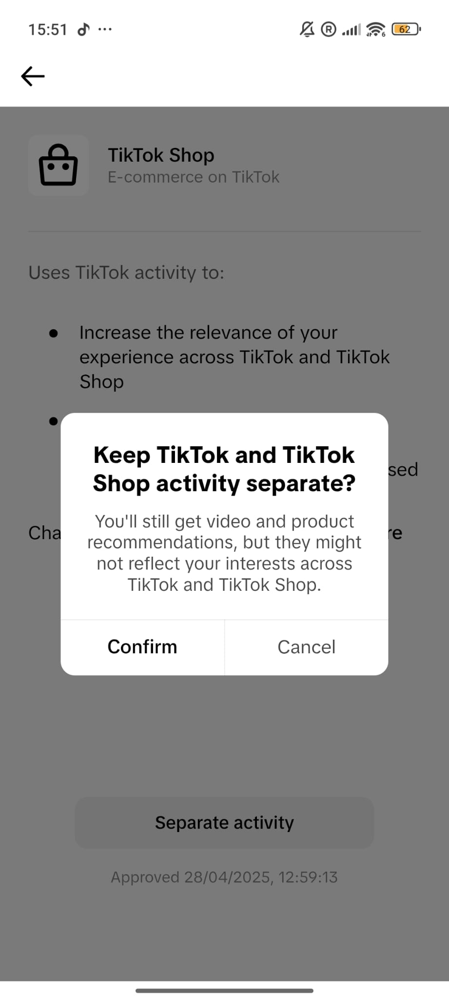 15:51
R
6
62
TikTok Shop
E-commerce on TikTok
Uses TikTok activity to:
• Increase the relevance of your
experience across TikTok and TikTok
Shop
•
sed
Cha
re
Keep TikTok and TikTok
Shop activity separate?
You'll still get video and product
recommendations, but they might
not reflect your interests across
TikTok and TikTok Shop.
Confirm
Cancel
Separate activity
Approved 28/04/2025, 12:59:13